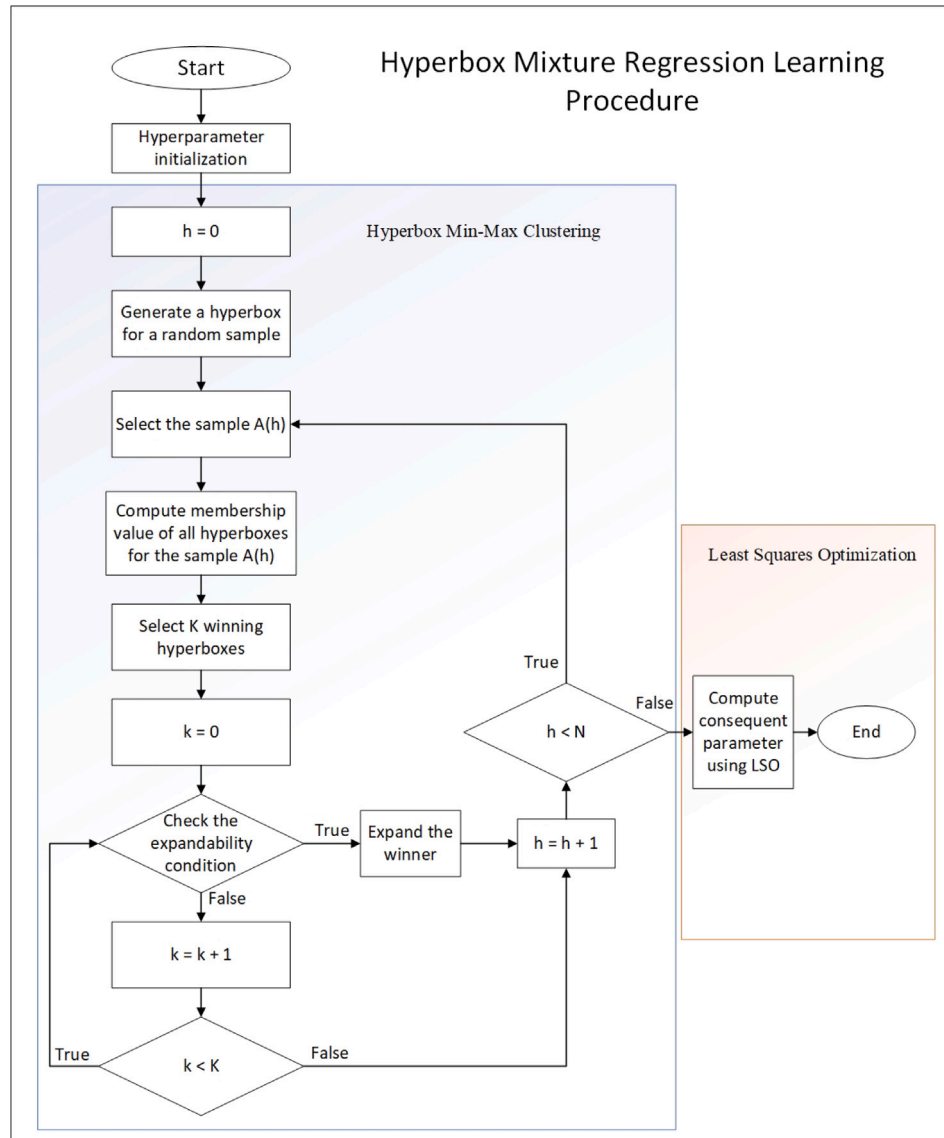 Hyperbox Mixture Regression Learning
Procedure
Start
Hyperparameter
initialization
Hyperbox Min-Max Clustering
h = 0
Generate a hyperbox
for a random sample
Select the sample A(h)
Compute membership
value of all hyperboxes
for the sample A(h)
Select K winning
hyperboxes
k = 0
Check the
expandability
condition
True
Expand the
winner
h = h + 1
False
k = k + 1
k < K
True
False
h < N
True
False
Least Squares Optimization
Compute
consequent
parameter
using LSO
End